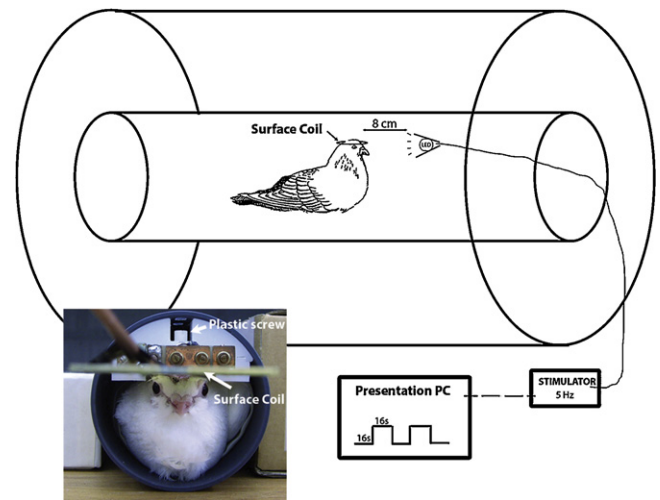 8 cm
Surface Coil
LED
Plastic screw
Surface Coil
Presentation PC
16s
16s
STIMULATOR
5 Hz